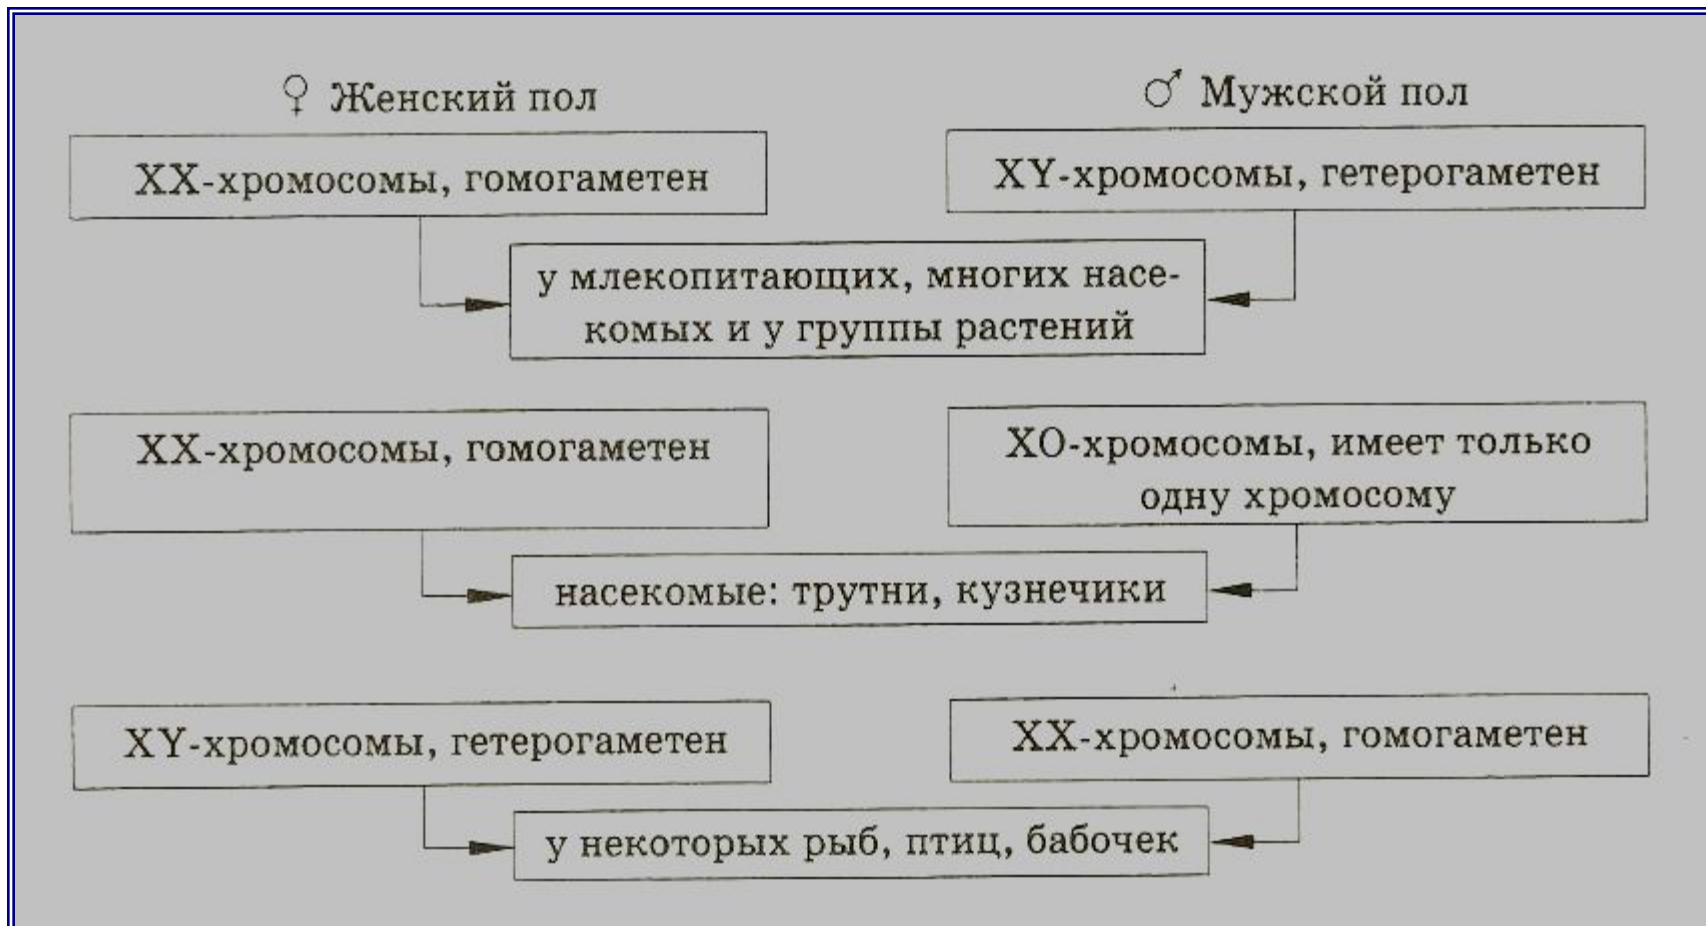 ♀ Женский пол
♂ Мужской пол
XX-хромосомы, гомогаметен
XY-хромосомы, гетерогаметен
у млекопитающих, многих насе-
комых и у группы растений
XX-хромосомы, гомогаметен
XO-хромосомы, имеет только
одну хромосому
насекомые: трутни, кузнечики
XY-хромосомы, гетерогаметен
XX-хромосомы, гомогаметен
у некоторых рыб, птиц, бабочек